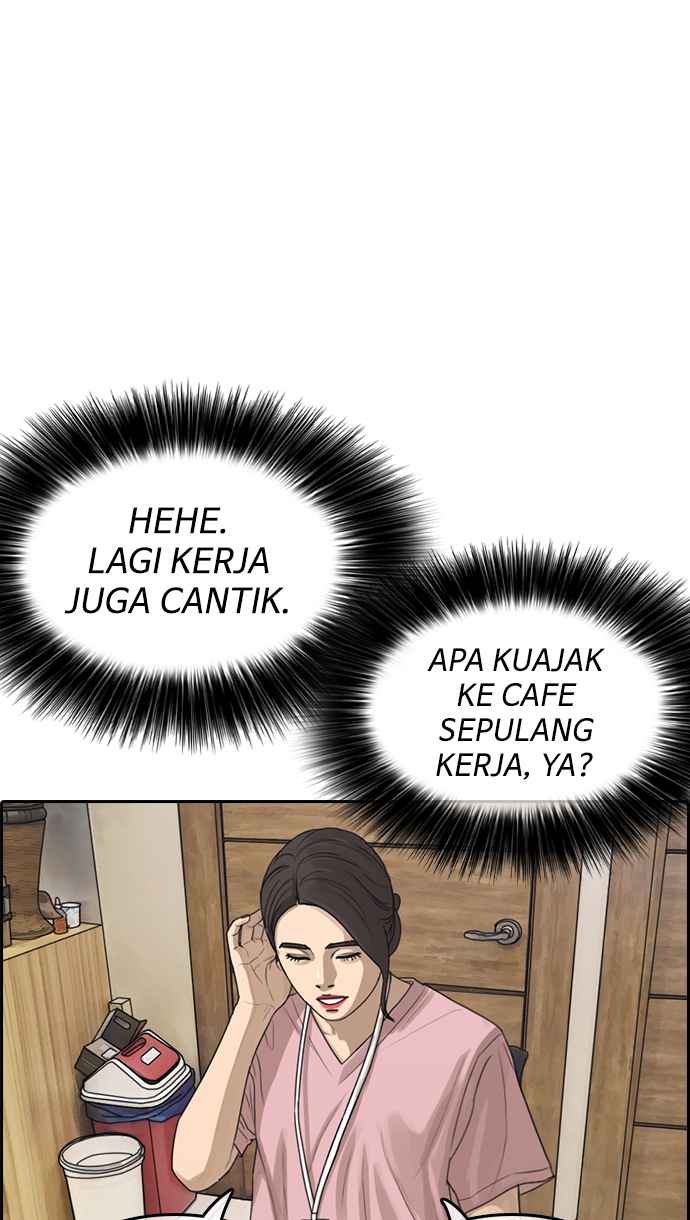 HEHE.
LAGI KERJA
JUGA CANTIK.
APA KUAJAK
KE CAFE
SEPULANG
KERJA, YA?